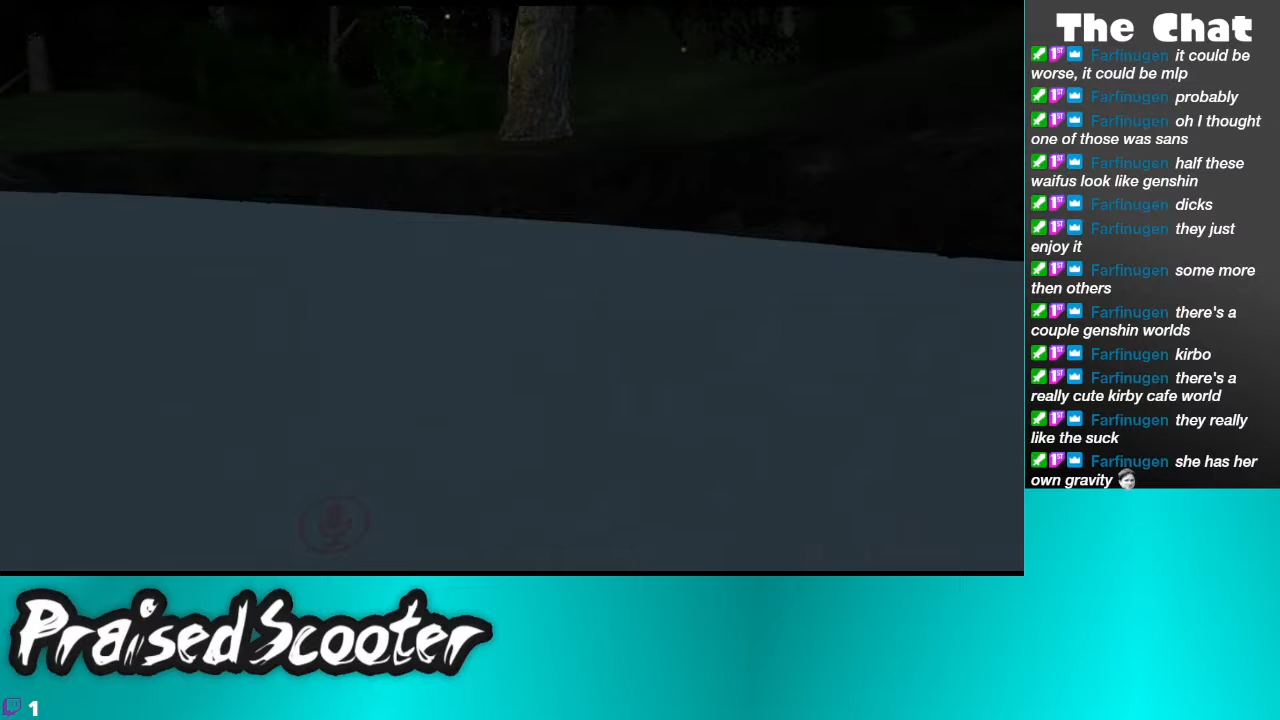 The Chat
Farfinugen it could be
worse, it could be mlp
Farfinugen probably
Farfinugen oh I thought
one of those was sans
Farfinugen half these
waifus look like genshin
Farfinugen dicks
Farfinugen they just
enjoy it
Farfinugen some more
then others
Farfinugen there's a
couple genshin worlds
Farfinugen kirbo
Farfinugen there's a
really cute kirby cafe world
Farfinugen they really
like the suck
Farfinugen she has her
own gravity
PraisedScooter
1